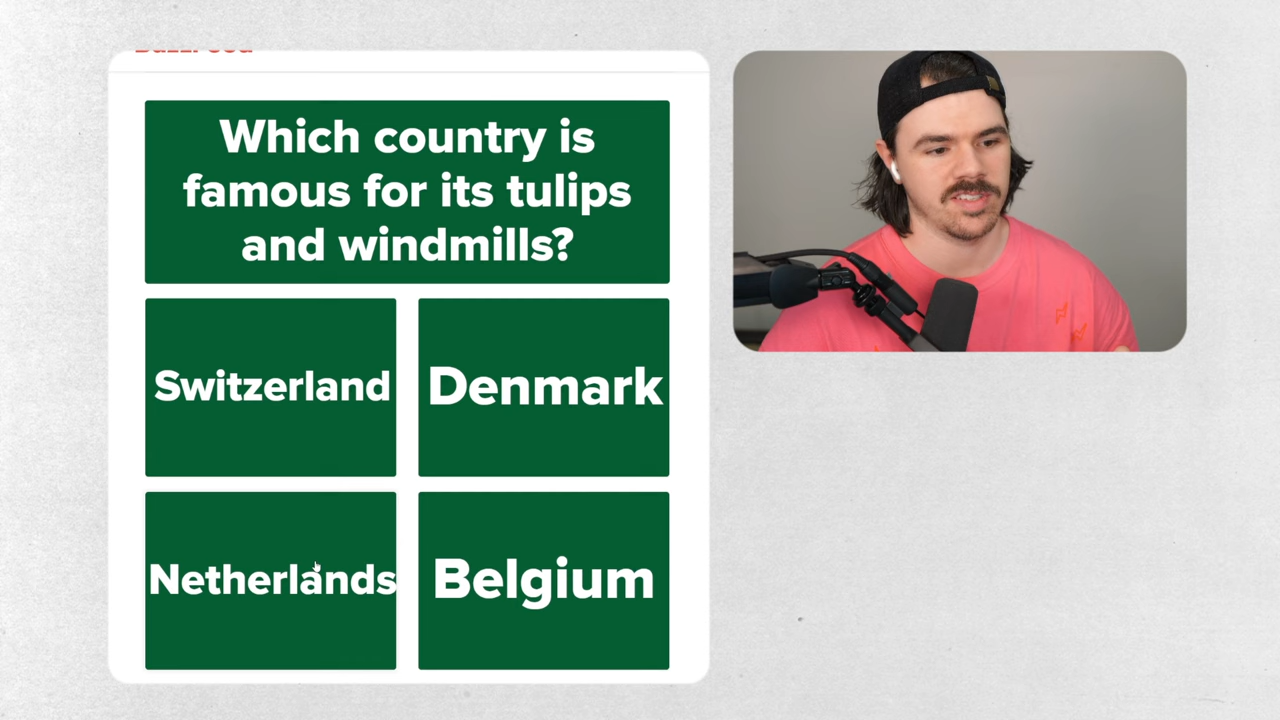 Which country is
famous for its tulips
and windmills?
Switzerland
Denmark
Netherlands
Belgium